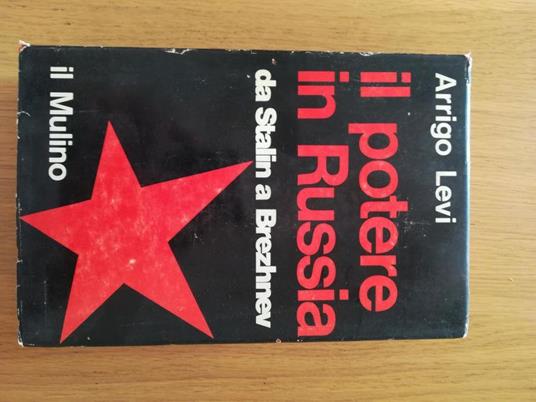 Arrigo Levi
il potere
in Russia
da Stalin a Brezhnev
il Mulino